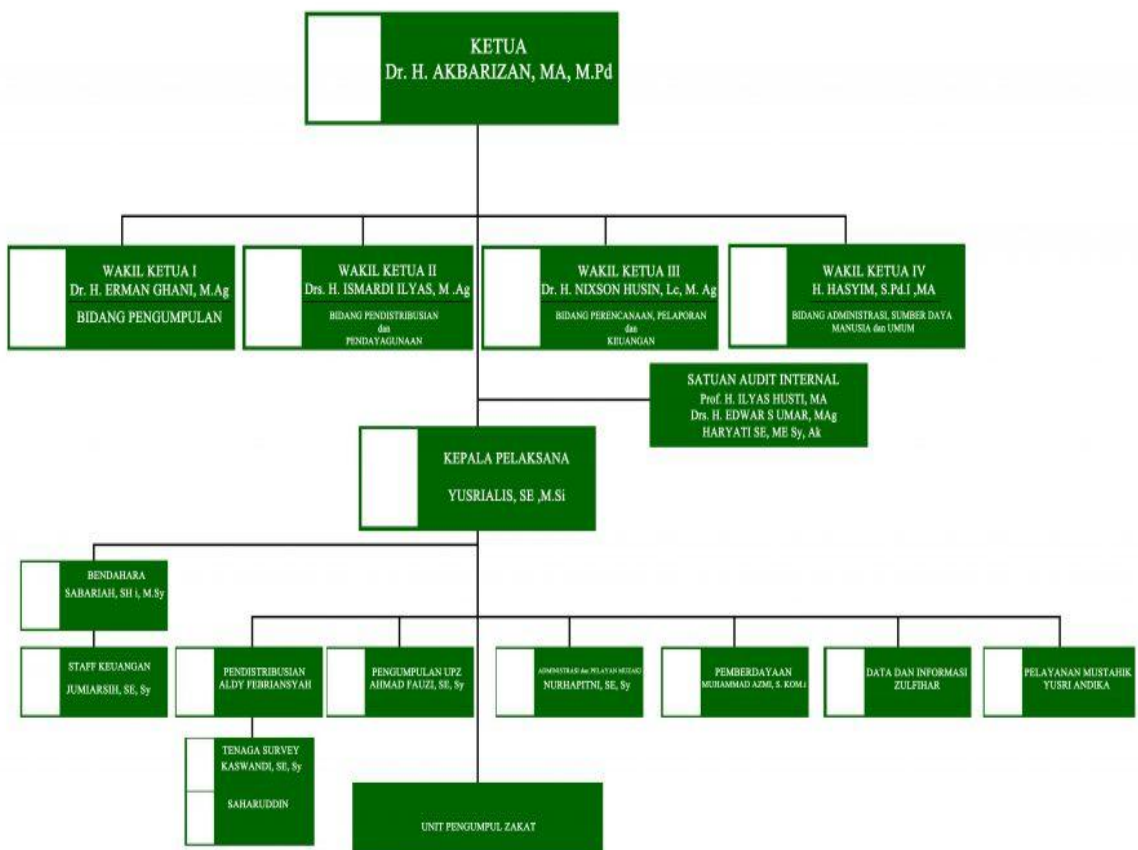 KETUA
Dr. H. AKBARIZAN, MA, M.Pd
WAKIL KETUA I
Dr. H. ERMAN GHANI, M.Ag
BIDANG PENGUMPULAN
WAKIL KETUA II
Drs. H. ISMARDI ILYAS, M .Ag
BIDANG PENDISTRIBUSIAN
dan
PENDAYAGUNAAN
WAKIL KETUA III
Dr. H. NIXSON HUSIN, Lc, M. Ag
BIDANG PERENCANAAN, PELAPORAN
dan
KEUANGAN
WAKIL KETUA IV
H. HASYIM, S.Pd.I ,MA
BIDANG ADMINISTRASI, SUMBER DAYA
MANUSIA dan UMUM
SATUAN AUDIT INTERNAL
Prof. H. ILYAS HUSTI, MA
Drs. H. EDWAR S UMAR, MAg
HARYATI SE, ME Sy, Ak
KEPALA PELAKSANA
YUSRIALIS, SE ,M.Si
BENDAHARA
SABARIAH, SH i, M.Sy
STAFF KEUANGAN
JUMIARSIH, SE, Sy
PENDISTRIBUSIAN
ALDY FEBRIANSYAH
PENGUMPULAN UPZ
AHMAD FAUZI, SE, Sy
ADMINISTRASI dan PELAYAN MUZAKI
NURHAPITNI, SE, Sy
PEMBERDAYAAN
MUHAMMAD AZMI, S. KOM.i
DATA DAN INFORMASI
ZULFIHAR
PELAYANAN MUSTAHIK
YUSRI ANDIKA
TENAGA SURVEY
KASWANDI, SE, Sy
SAHARUDDIN
UNIT PENGUMPUL ZAKAT